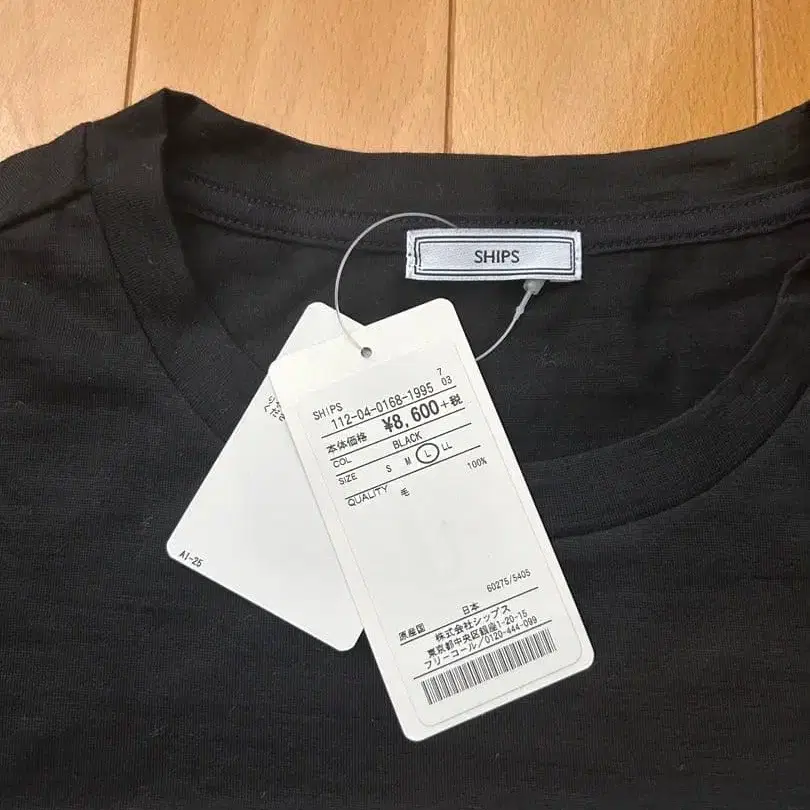 SHIPS
SHIPS 7
112-04-0168-1995 03
本体価格 ¥8,600+税
COL BLACK
SIZE S M L LL
QUALITY 毛 100%
60275/5405
原産国 日本
株式会社シップス
東京都中央区銀座1-20-15
フリーコール/0120-444-099
AI-25